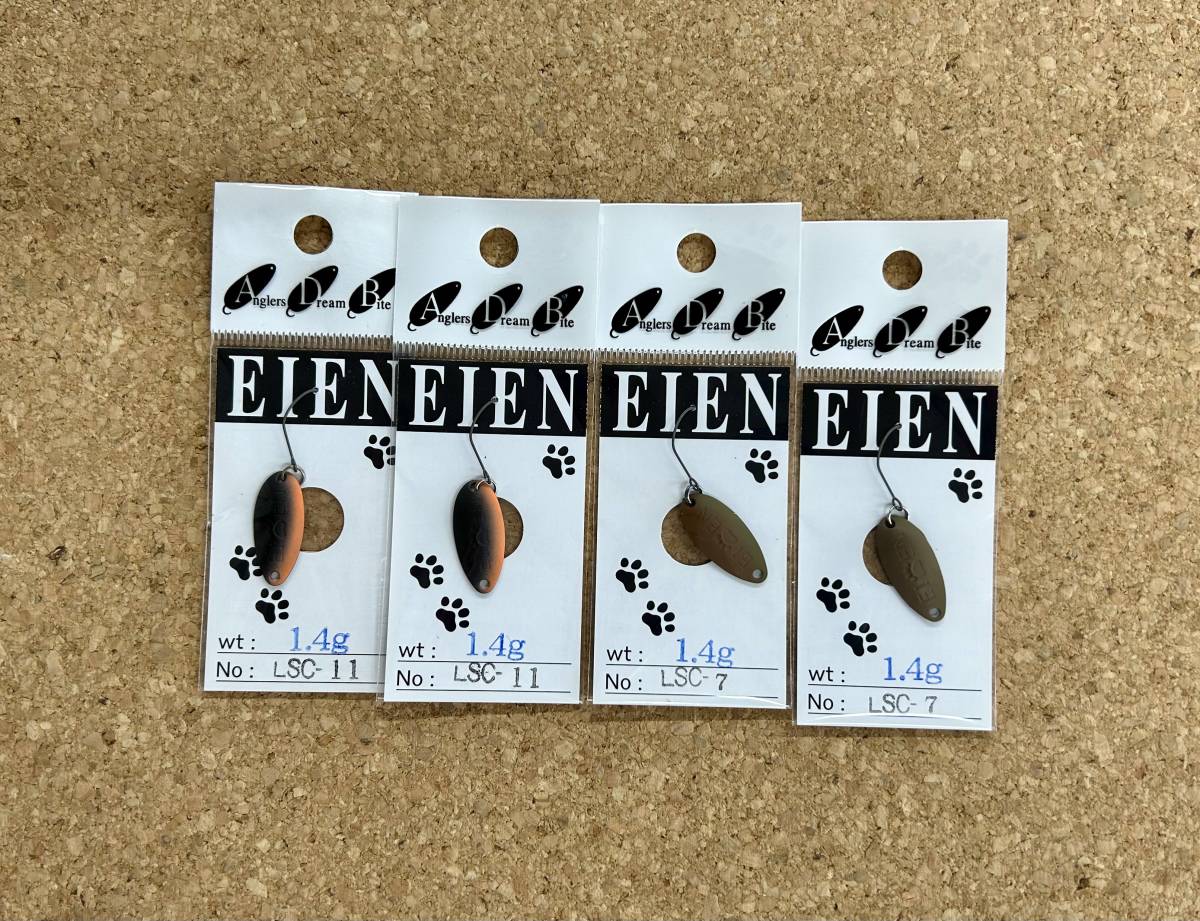 Anglers Dream Bite
EIEN
wt : 1.4g
No : LSC-11
Anglers Dream Bite
EIEN
wt : 1.4g
No : LSC-11
Anglers Dream Bite
EIEN
wt : 1.4g
No : LSC-7
Anglers Dream Bite
EIEN
wt : 1.4g
No : LSC-7